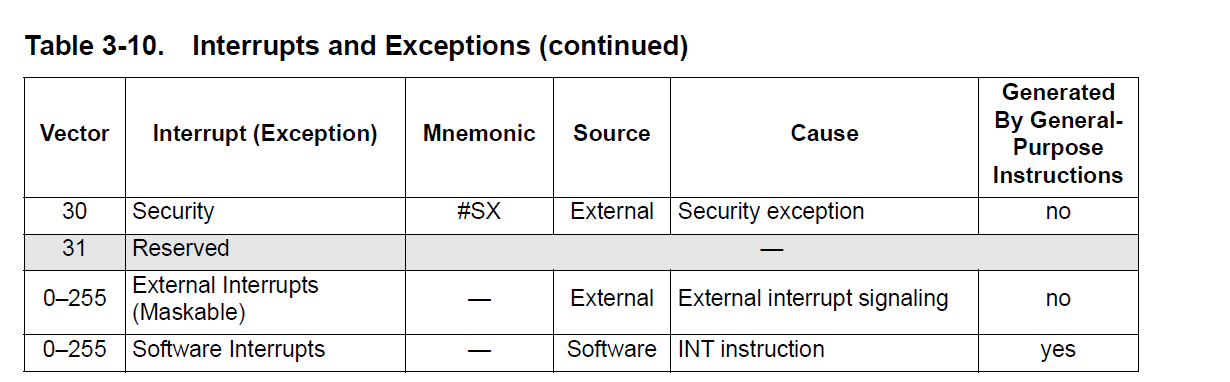 Table 3-10. Interrupts and Exceptions (continued)
Vector Interrupt (Exception) Mnemonic Source Cause Generated By General-Purpose Instructions
30 Security #SX External Security exception no
31 Reserved —
0–255 External Interrupts (Maskable) — External External interrupt signaling no
0–255 Software Interrupts — Software INT instruction yes